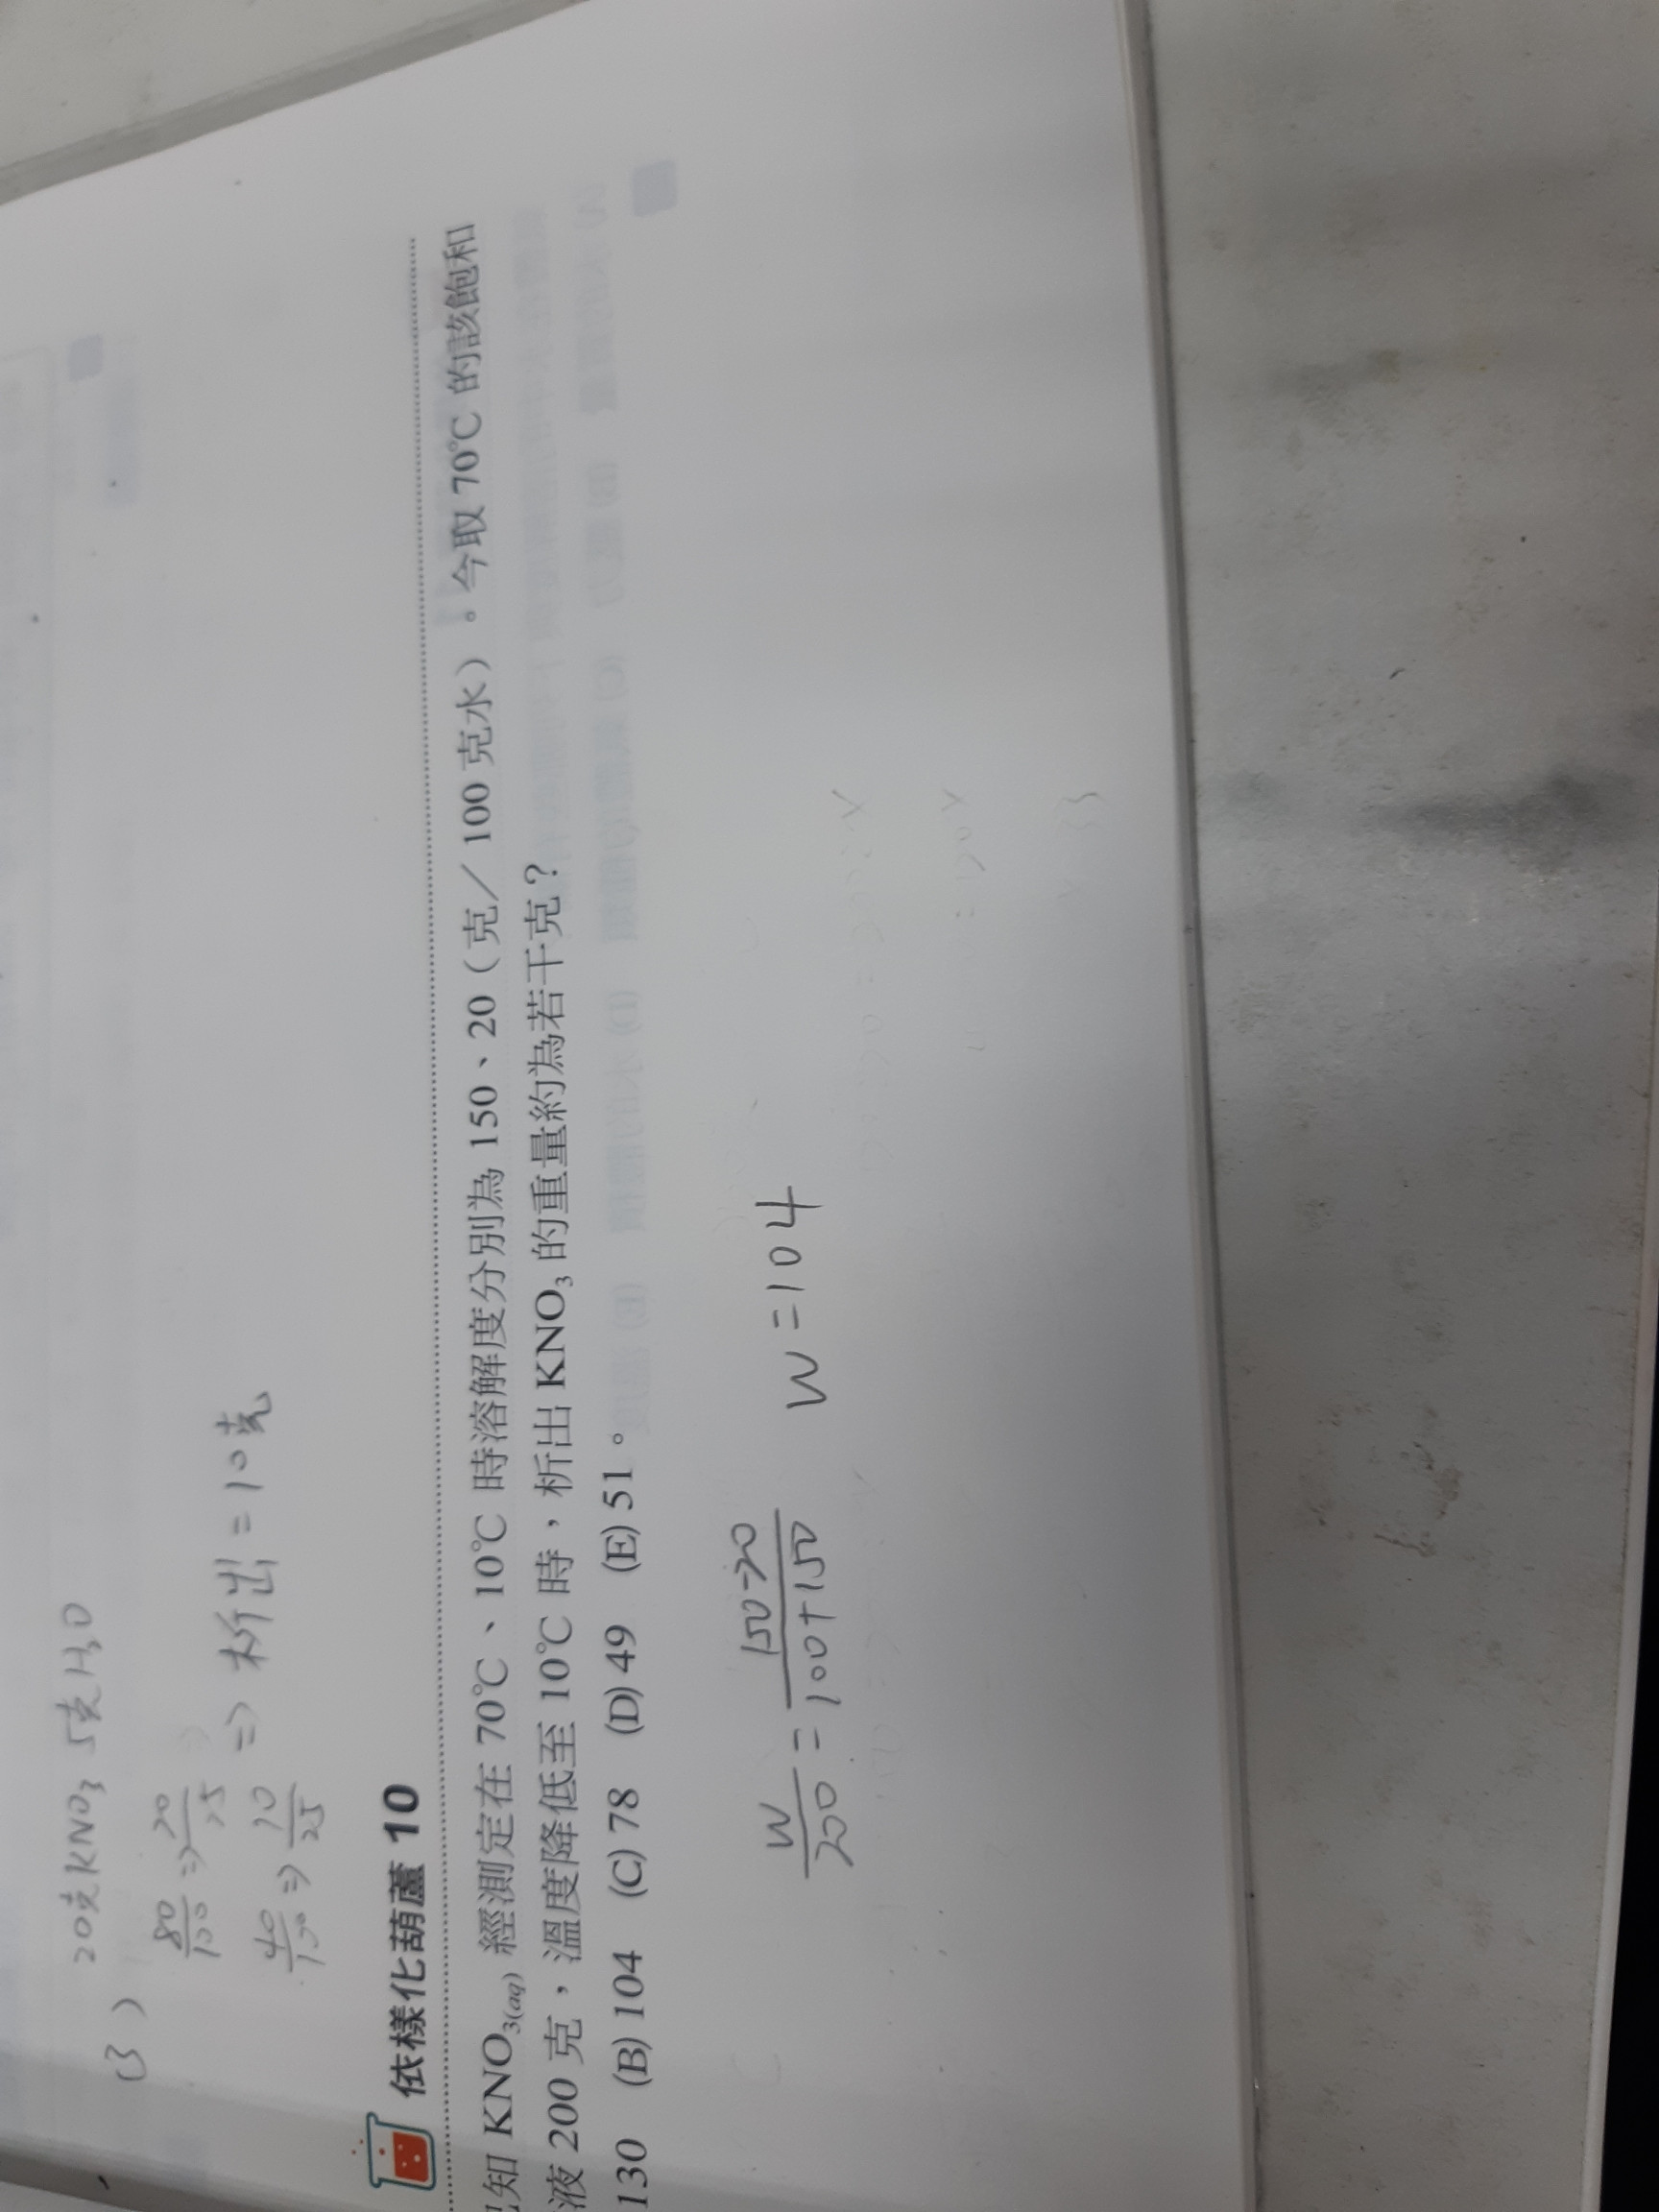 (3) 20克KNO₃ 5克H₂O
80/100 => 20/25
40/100 => 10/25 => 析出=10克
依樣化葫蘆 10
知 KNO₃(aq) 經測定在 70℃、10℃ 時溶解度分別為 150、20(克/100 克水)。今取 70℃ 的該飽和
液 200 克,溫度降低至 10℃ 時,析出 KNO₃ 的重量約為若干克?
130 (B) 104 (C) 78 (D) 49 (E) 51。
W/200 = 150-20/100+150 W=104